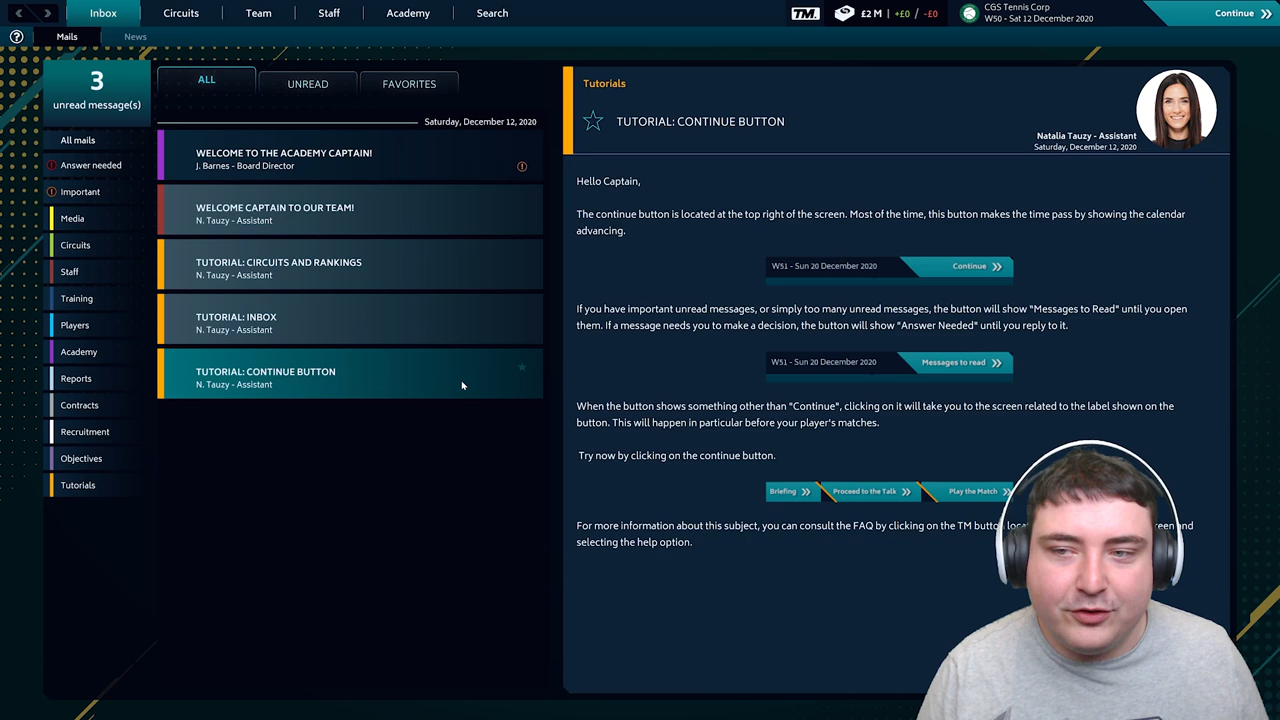 Inbox
Circuits
Team
Staff
Academy
Search
TM.
£2 M | +£0 / -£0
CGS Tennis Corp
W50 - Sat 12 December 2020
Continue
?
Mails
News
3
unread message(s)
All mails
Answer needed
Important
Media
Circuits
Staff
Training
Players
Academy
Reports
Contracts
Recruitment
Objectives
Tutorials
ALL
UNREAD
FAVORITES
Saturday, December 12, 2020
WELCOME TO THE ACADEMY CAPTAIN!
J. Barnes - Board Director
WELCOME CAPTAIN TO OUR TEAM!
N. Tauzy - Assistant
TUTORIAL: CIRCUITS AND RANKINGS
N. Tauzy - Assistant
TUTORIAL: INBOX
N. Tauzy - Assistant
TUTORIAL: CONTINUE BUTTON
N. Tauzy - Assistant
Tutorials
TUTORIAL: CONTINUE BUTTON
Natalia Tauzy - Assistant
Saturday, December 12, 2020
Hello Captain,
The continue button is located at the top right of the screen. Most of the time, this button makes the time pass by showing the calendar
advancing.
W51 - Sun 20 December 2020
Continue
If you have important unread messages, or simply too many unread messages, the button will show "Messages to Read" until you open
them. If a message needs you to make a decision, the button will show "Answer Needed" until you reply to it.
W51 - Sun 20 December 2020
Messages to read
When the button shows something other than "Continue", clicking on it will take you to the screen related to the label shown on the
button. This will happen in particular before your player's matches.
Try now by clicking on the continue button.
Briefing
Proceed to the Talk
Play the Match
For more information about this subject, you can consult the FAQ by clicking on the TM button and
selecting the help option.